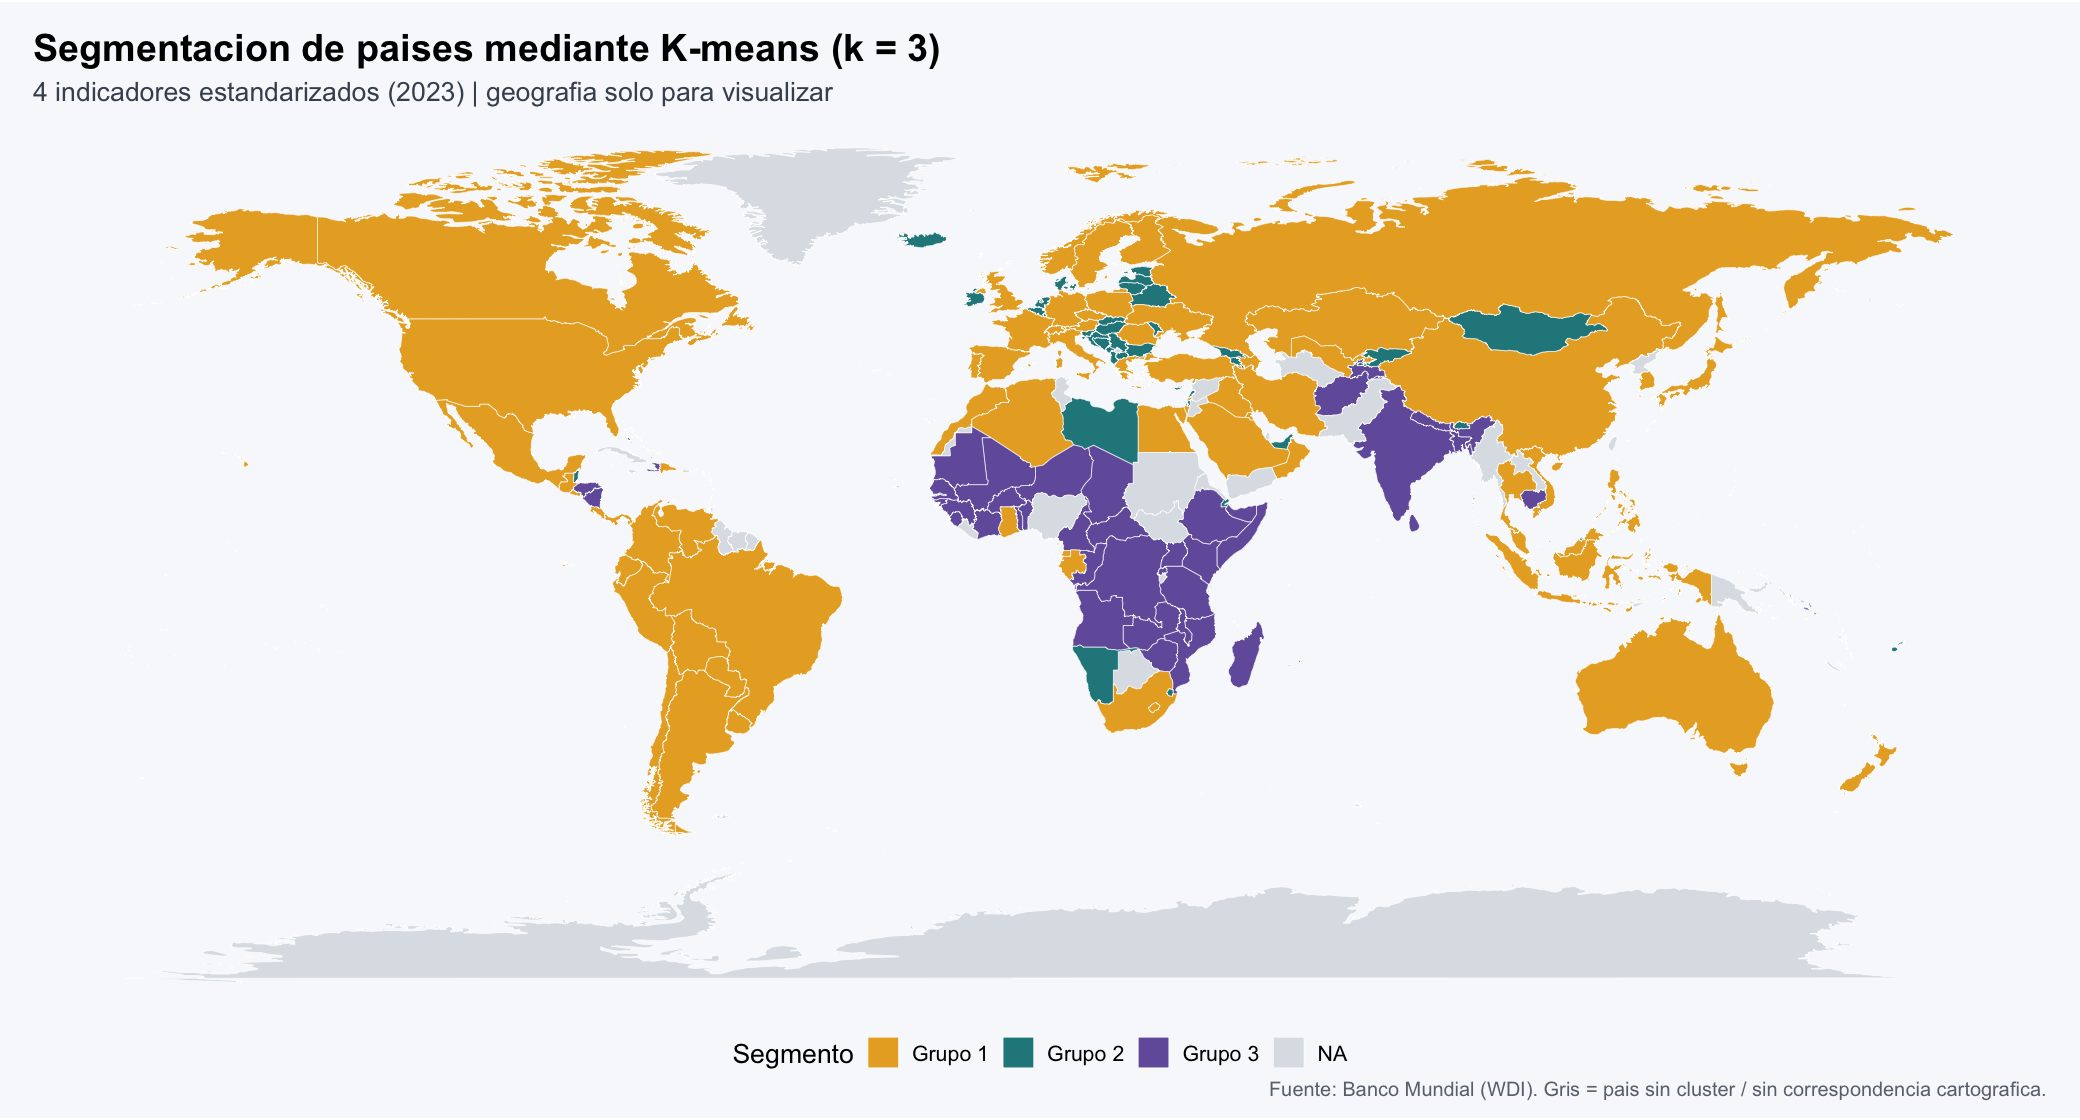 Segmentacion de paises mediante K-means (k = 3)
4 indicadores estandarizados (2023) | geografia solo para visualizar
Segmento Grupo 1 Grupo 2 Grupo 3 NA
Fuente: Banco Mundial (WDI). Gris = pais sin cluster / sin correspondencia cartografica.